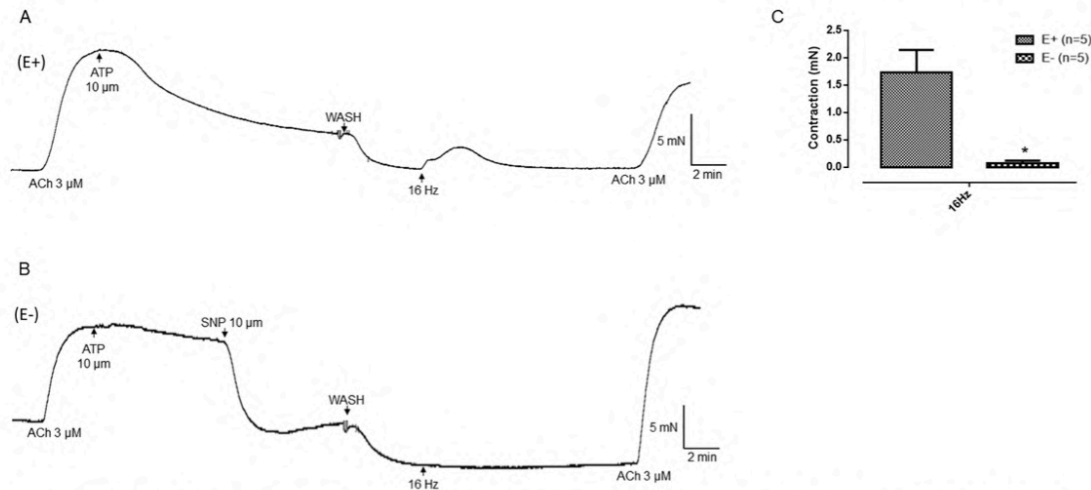 A
(E+)
ATP
10 μm
ACh 3 μM
WASH
16 Hz
ACh 3 μM
5 mN
2 min
B
(E-)
ATP
10 μm
SNP 10 μm
ACh 3 μM
WASH
16 Hz
ACh 3 μM
5 mN
2 min
C
Contraction (mN)
2.5
2.0
1.5
1.0
0.5
0.0
E+ (n=5)
E- (n=5)
*
16Hz